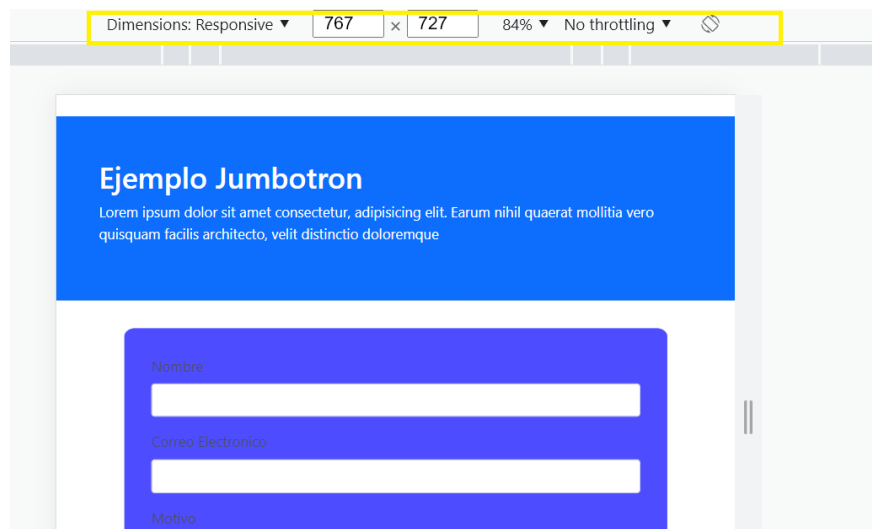 Dimensions: Responsive ▼ 767 × 727 84% ▼ No throttling ▼
Ejemplo Jumbotron
Lorem ipsum dolor sit amet consectetur, adipisicing elit. Earum nihil quaerat mollitia vero
quisquam facilis architecto, velit distinctio doloremque
Nombre
Correo Electronico
Motivo